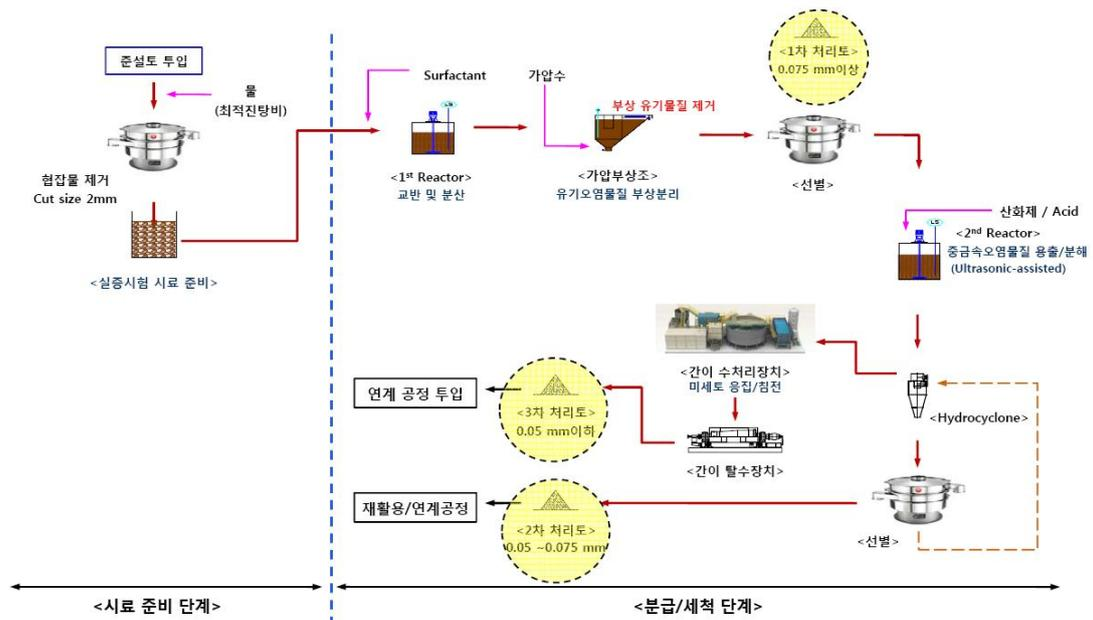 준설토 투입
물
(최적진탕비)
협잡물 제거
Cut size 2mm
<실증시험 시료 준비>
Surfactant
LS
<1st Reactor>
교반 및 분산
가압수
부상 유기물질 제거
<가압부상조>
유기오염물질 부상분리
<1차 처리토>
0.075 mm이상
<선별>
산화제 / Acid
LS
<2nd Reactor>
중금속오염물질 용출/분해
(Ultrasonic-assisted)
<Hydrocyclone>
<선별>
<간이 수처리장치>
미세토 응집/침전
<간이 탈수장치>
<3차 처리토>
0.05 mm이하
연계 공정 투입
<2차 처리토>
0.05 ~0.075 mm
재활용/연계공정
<시료 준비 단계>
<분급/세척 단계>